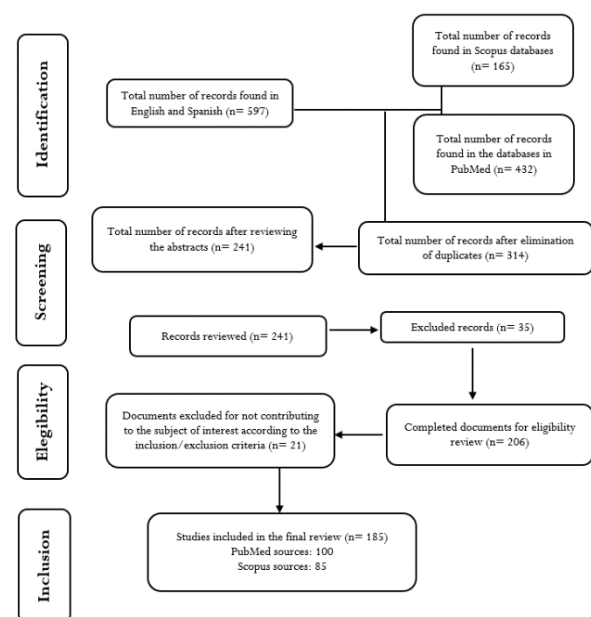 Identification
Total number of records
found in Scopus databases
(n= 165)
Total number of records found in
English and Spanish (n= 597)
Total number of records
found in the databases in
PubMed (n= 432)
Screening
Total number of records after reviewing
the abstracts (n= 241)
Total number of records after elimination
of duplicates (n= 314)
Records reviewed (n= 241)
Excluded records (n= 35)
Elegibility
Documents excluded for not contributing
to the subject of interest according to the
inclusion/exclusion criteria
(n= 21)
Completed documents for eligibility
review (n= 206)
Inclusion
Studies included in the final review (n= 185)
PubMed sources: 100
Scopus sources: 85